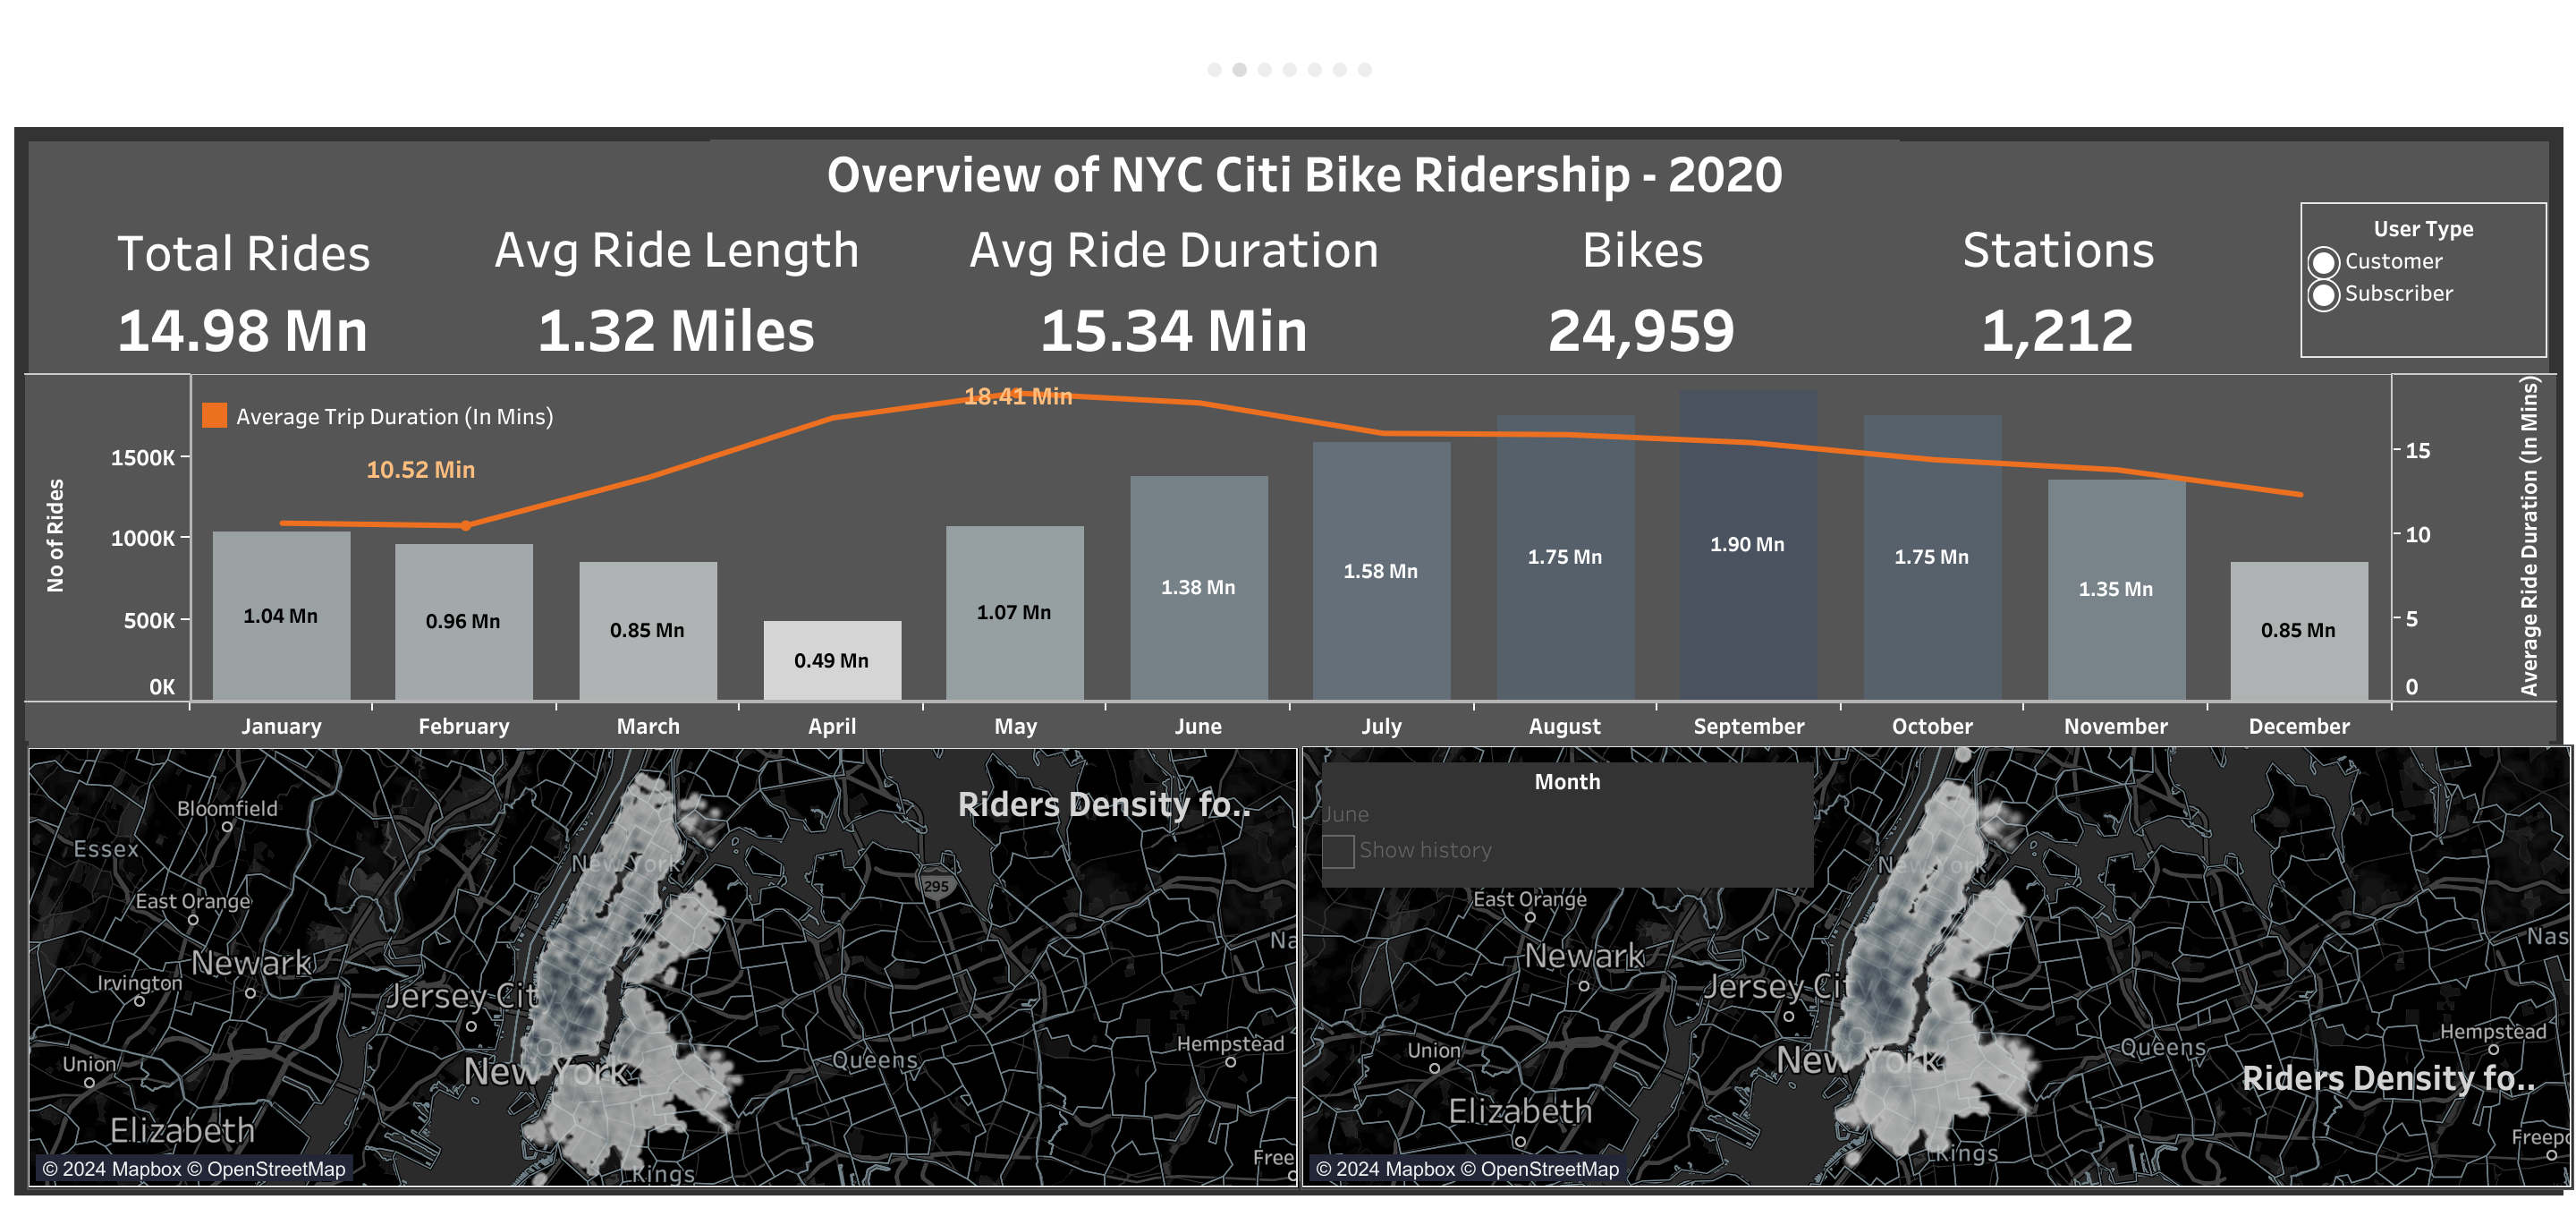 Overview of NYC Citi Bike Ridership - 2020
Total Rides
14.98 Mn
Avg Ride Length
1.32 Miles
Avg Ride Duration
15.34 Min
Bikes
24,959
Stations
1,212
User Type
Customer
Subscriber
Average Trip Duration (In Mins)
10.52 Min
18.41 Min
No of Rides
1500K
1000K
500K
0K
1.04 Mn
0.96 Mn
0.85 Mn
0.49 Mn
1.07 Mn
1.38 Mn
1.58 Mn
1.75 Mn
1.90 Mn
1.75 Mn
1.35 Mn
0.85 Mn
15
10
5
0
Average Ride Duration (In Mins)
January
February
March
April
May
June
July
August
September
October
November
December
Riders Density fo..
Bloomfield
Essex
New York
295
East Orange
Newark
Irvington
Jersey Cit
Na
Union
New York
Queens
Hempstead
Elizabeth
Free
Kings
© 2024 Mapbox © OpenStreetMap
Month
June
Show history
New York
East Orange
Newark
Nas
Jersey Cit
Union
New York
Queens
Hempstead
Riders Density fo..
Elizabeth
Freepo
Kings
© 2024 Mapbox © OpenStreetMap